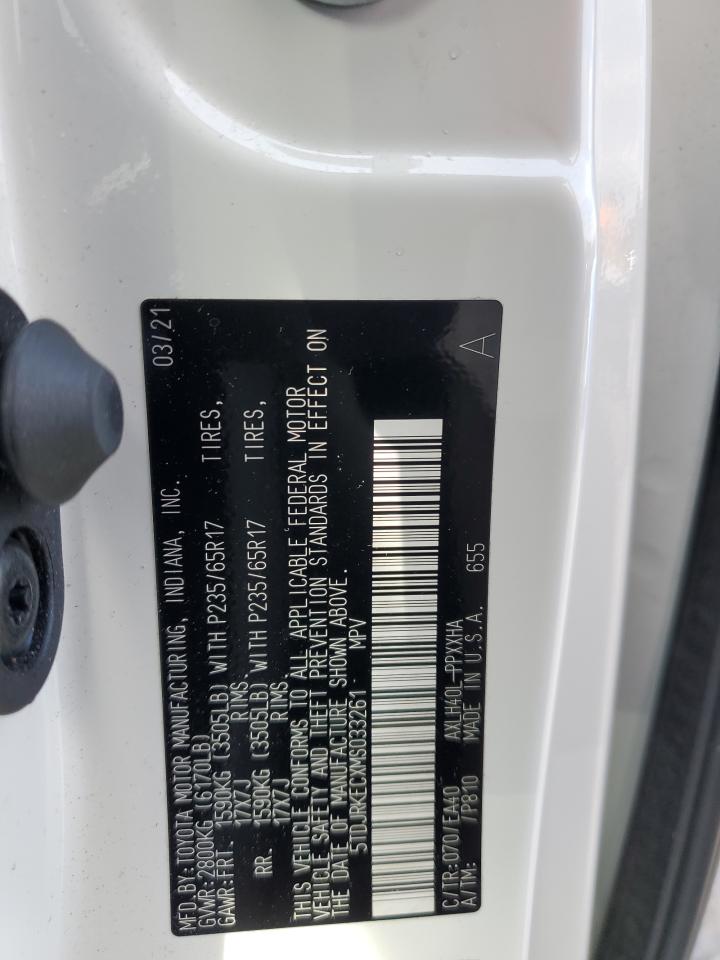 MFD. BY: TOYOTA MOTOR MANUFACTURING, INDIANA, INC. 03/21
GVWR: 2800KG (6170LB)
GAWR: FRT. 1590KG (3505LB) WITH P235/65R17 TIRES,
17X7J RIMS.
RR. 1590KG (3505LB) WITH P235/65R17 TIRES,
17X7J RIMS.
THIS VEHICLE CONFORMS TO ALL APPLICABLE FEDERAL MOTOR
VEHICLE SAFETY AND THEFT PREVENTION STANDARDS IN EFFECT ON
THE DATE OF MANUFACTURE SHOWN ABOVE.
5TDJRKECXMS033261 MPV
C/TR: 070/EA40 AXLH40L-PPXXHA
A/TM: /P810 MADE IN U.S.A. 655 A